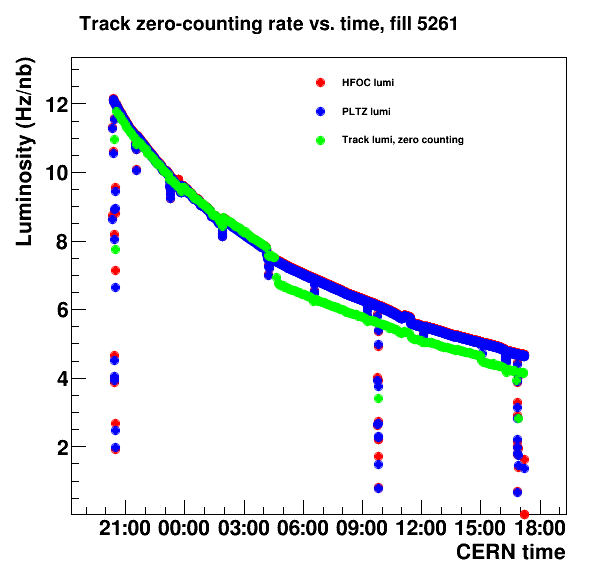 Track zero-counting rate vs. time, fill 5261
Luminosity (Hz/nb)
HFOC lumi
PLTZ lumi
Track lumi, zero counting
12
10
8
6
4
2
21:00 00:00 03:00 06:00 09:00 12:00 15:00 18:00
CERN time